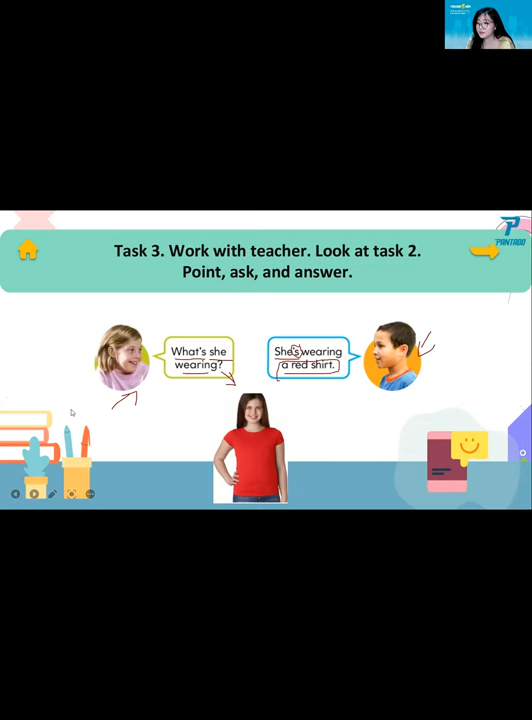 PANTADO
Task 3. Work with teacher. Look at task 2.
Point, ask, and answer.
What's she
wearing?
She's wearing
a red shirt.